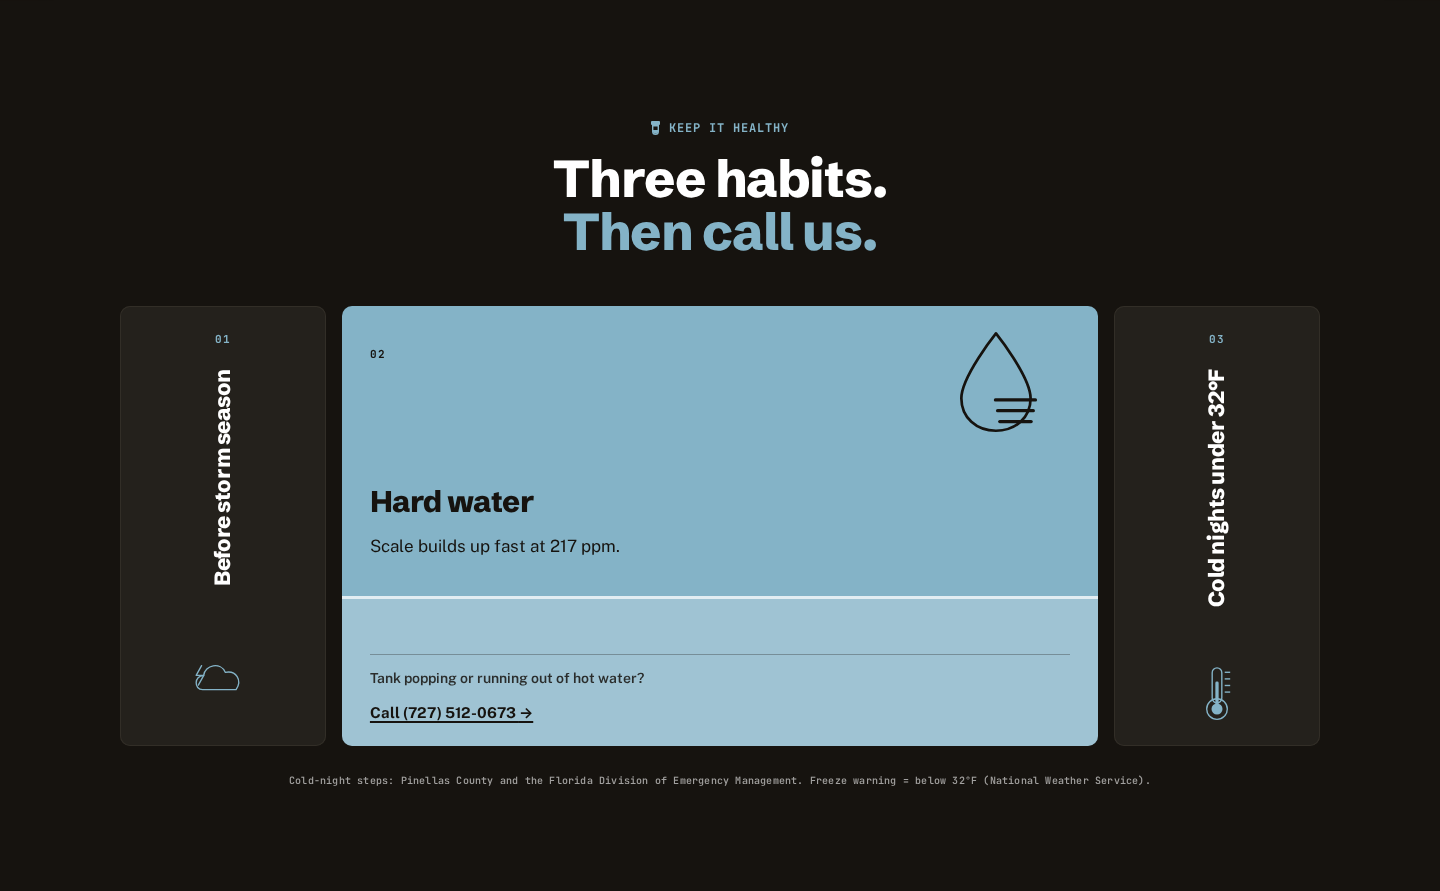 KEEP IT HEALTHY
Three habits.
Then call us.
01
Before storm season
02
Hard water
Scale builds up fast at 217 ppm.
Tank popping or running out of hot water?
Call (727) 512-0673 →
03
Cold nights under 32°F
Cold-night steps: Pinellas County and the Florida Division of Emergency Management. Freeze warning = below 32°F (National Weather Service).